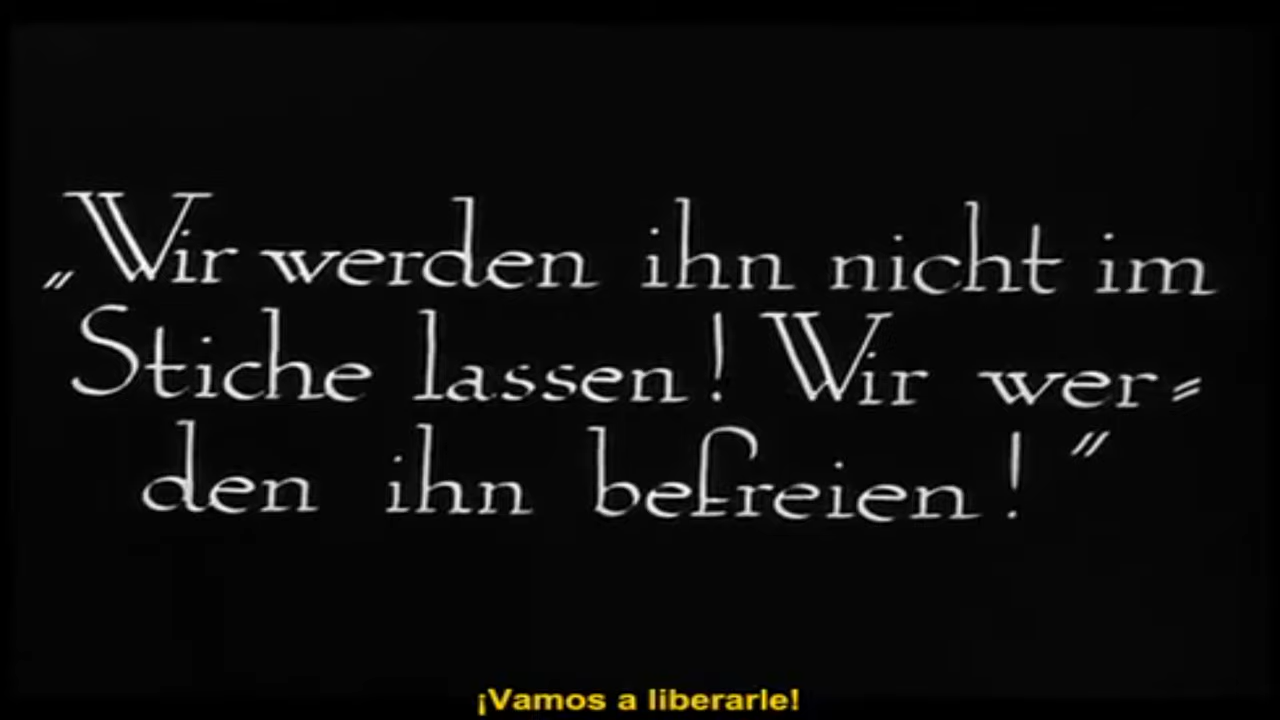 „Wir werden ihn nicht im
Stiche lassen! Wir wer⸗
den ihn befreien!”
¡Vamos a liberarle!